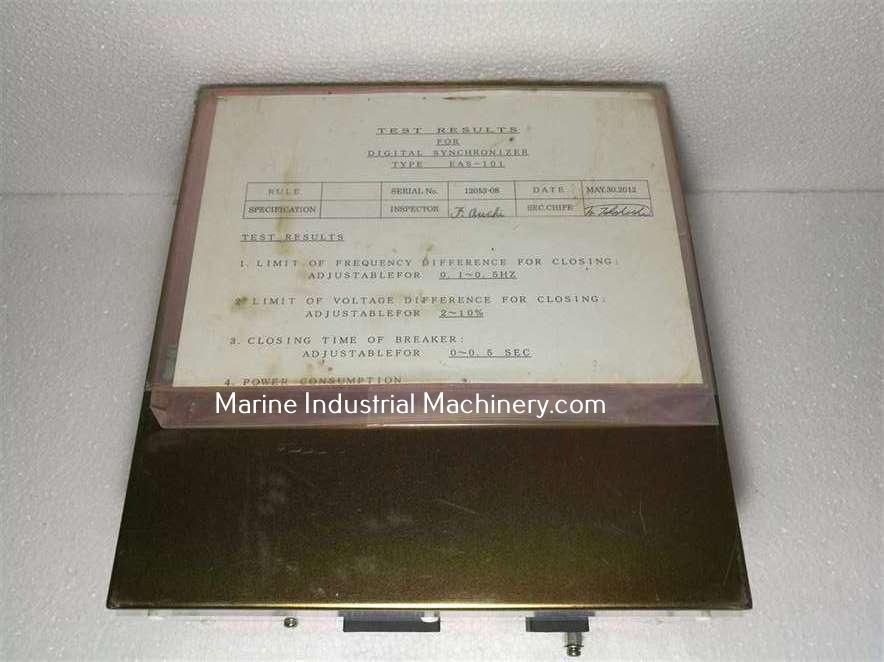 TEST RESULTS
FOR
DIGITAL SYNCHRONIZER
TYPE EAS-101
RULE SERIAL No. 12053-08 DATE MAY.30.2012
SPECIFICATION INSPECTOR SEC.CHIFE
TEST RESULTS
1. LIMIT OF FREQUENCY DIFFERENCE FOR CLOSING:
ADJUSTABLEFOR 0.1~0.5HZ
2. LIMIT OF VOLTAGE DIFFERENCE FOR CLOSING:
ADJUSTABLEFOR 2~10%
3. CLOSING TIME OF BREAKER:
ADJUSTABLEFOR 0~0.5 SEC
4. POWER CONSUMPTION
Marine Industrial Machinery.com